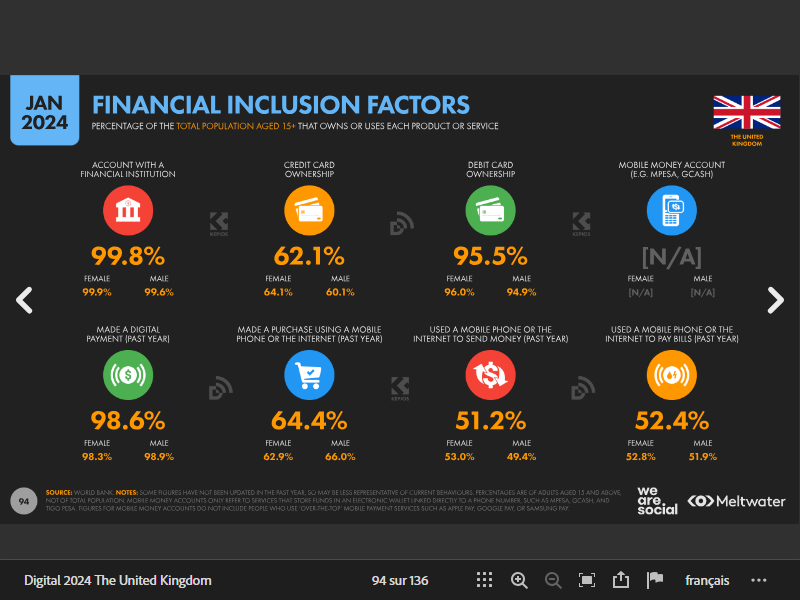 JAN
2024
FINANCIAL INCLUSION FACTORS
PERCENTAGE OF THE TOTAL POPULATION AGED 15+ THAT OWNS OR USES EACH PRODUCT OR SERVICE
THE UNITED
KINGDOM
ACCOUNT WITH A
FINANCIAL INSTITUTION
99.8%
FEMALE MALE
99.9% 99.6%
CREDIT CARD
OWNERSHIP
62.1%
FEMALE MALE
64.1% 60.1%
DEBIT CARD
OWNERSHIP
95.5%
FEMALE MALE
96.0% 94.9%
MOBILE MONEY ACCOUNT
(E.G. MPESA, GCASH)
[N/A]
FEMALE MALE
[N/A] [N/A]
KEPIOS
KEPIOS
MADE A DIGITAL
PAYMENT (PAST YEAR)
98.6%
FEMALE MALE
98.3% 98.9%
MADE A PURCHASE USING A MOBILE
PHONE OR THE INTERNET (PAST YEAR)
64.4%
FEMALE MALE
62.9% 66.0%
USED A MOBILE PHONE OR THE
INTERNET TO SEND MONEY (PAST YEAR)
51.2%
FEMALE MALE
53.0% 49.4%
USED A MOBILE PHONE OR THE
INTERNET TO PAY BILLS (PAST YEAR)
52.4%
FEMALE MALE
52.8% 51.9%
KEPIOS
94
SOURCE: WORLD BANK. NOTES: SOME FIGURES HAVE NOT BEEN UPDATED IN THE PAST YEAR, SO MAY BE LESS REPRESENTATIVE OF CURRENT BEHAVIOURS. PERCENTAGES ARE OF ADULTS AGED 15 AND ABOVE,
NOT OF TOTAL POPULATION. MOBILE MONEY ACCOUNTS ONLY REFER TO SERVICES THAT STORE FUNDS IN AN ELECTRONIC WALLET LINKED DIRECTLY TO A PHONE NUMBER, SUCH AS MPESA, GCASH, AND
TIGO PESA. FIGURES FOR MOBILE MONEY ACCOUNTS DO NOT INCLUDE PEOPLE WHO USE 'OVER-THE-TOP' MOBILE PAYMENT SERVICES SUCH AS APPLE PAY, GOOGLE PAY, OR SAMSUNG PAY.
we
are.
social
Meltwater
Digital 2024 The United Kingdom
94 sur 136
français